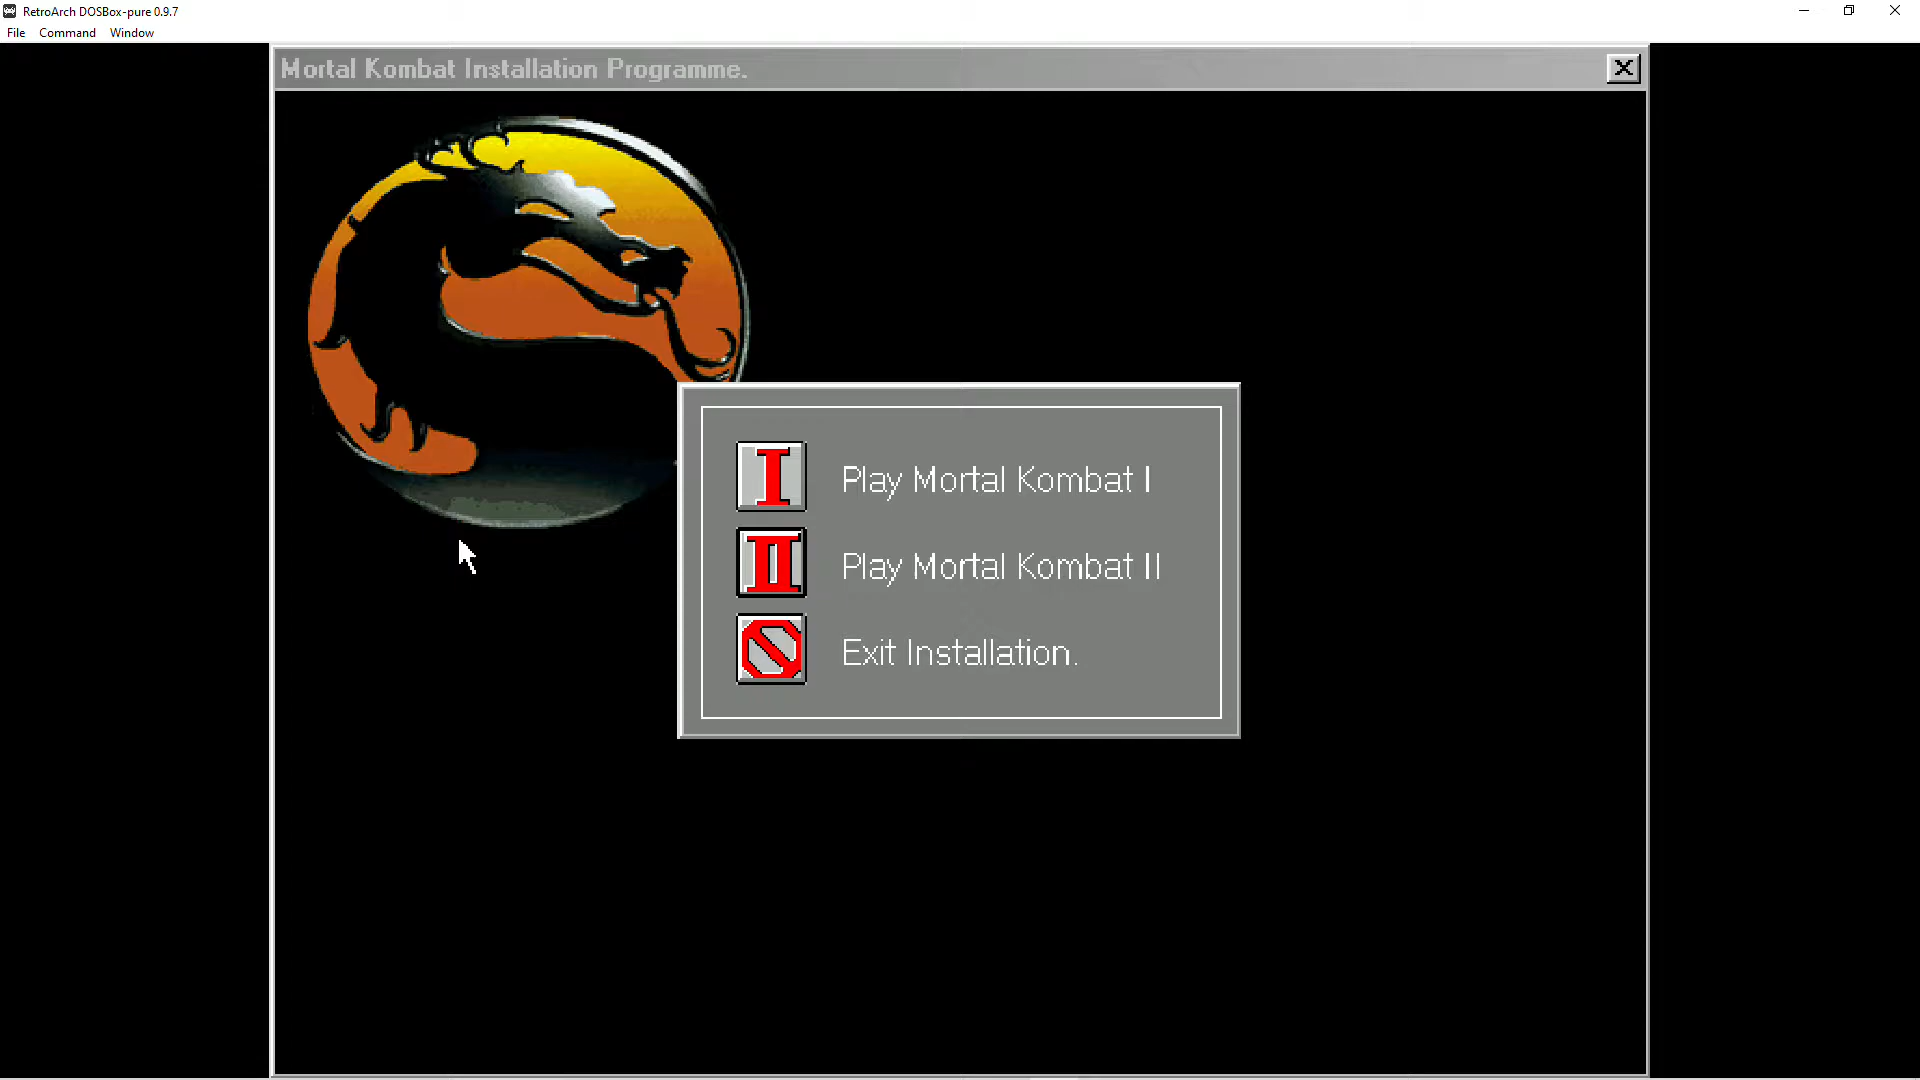 RetroArch DOSBox-pure 0.9.7
File Command Window
Mortal Kombat Installation Programme.
I Play Mortal Kombat I
II Play Mortal Kombat II
Exit Installation.